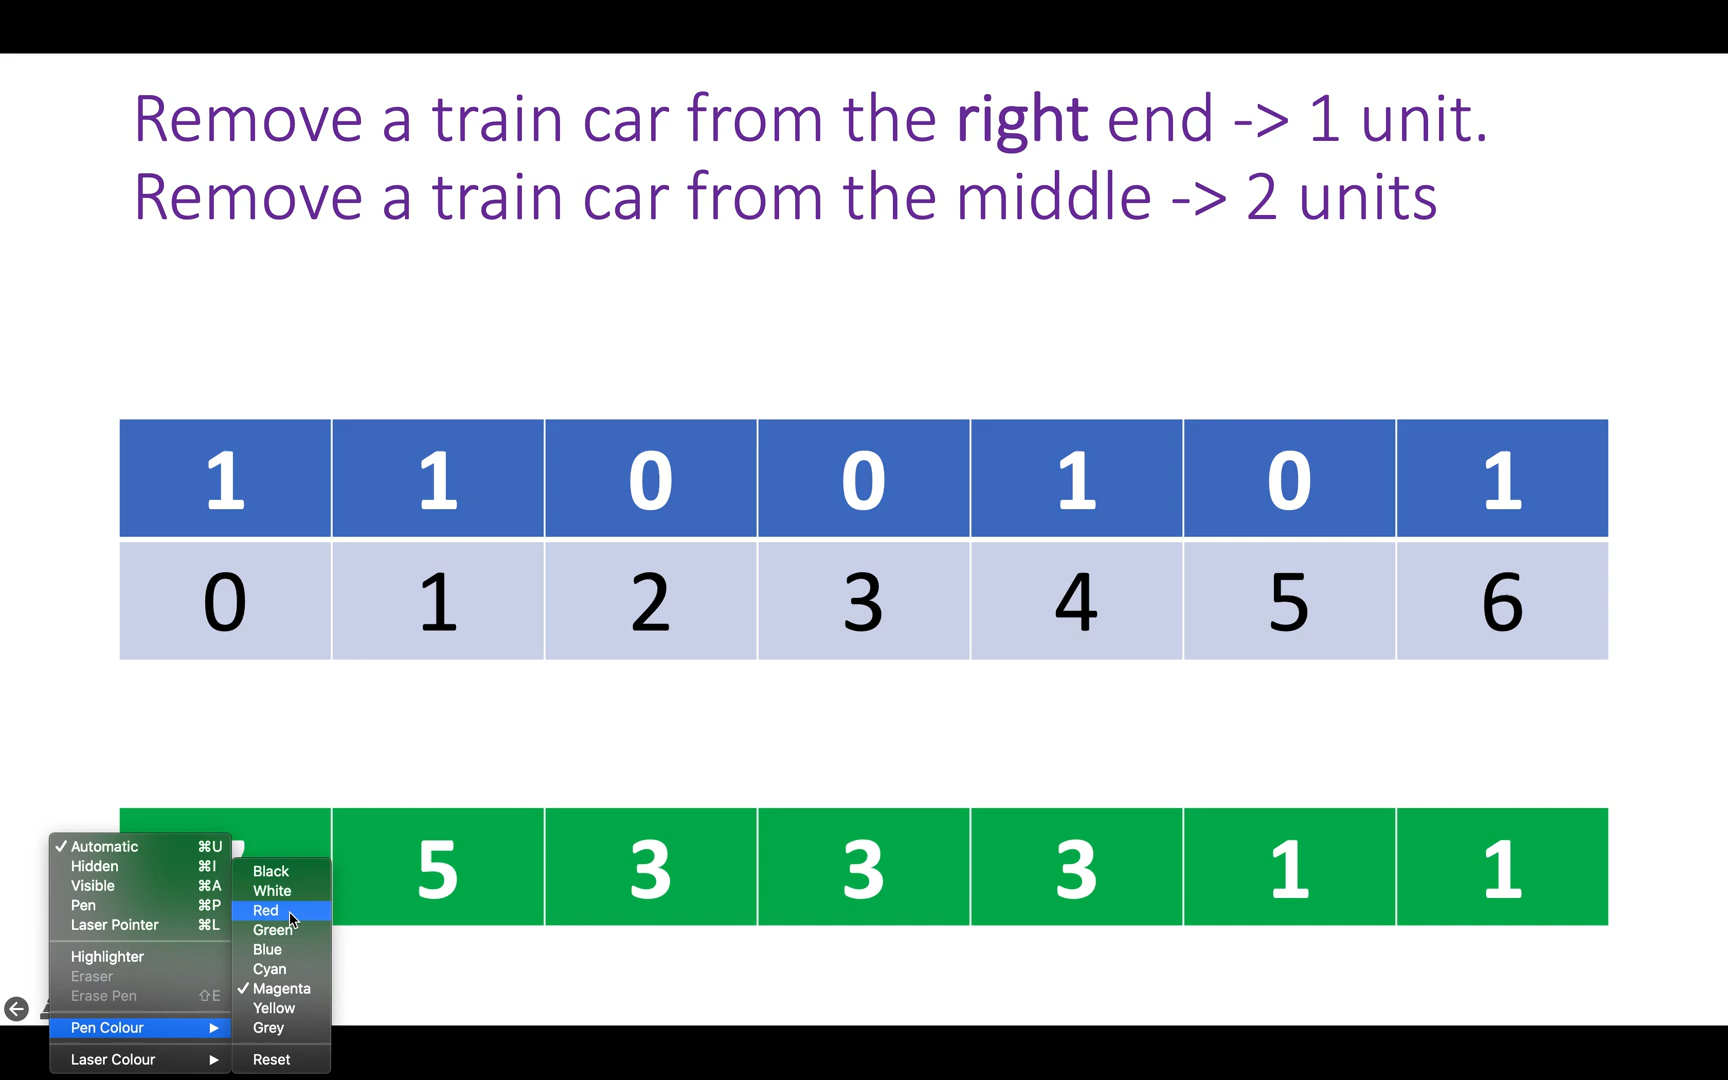 Remove a train car from the right end -> 1 unit.
Remove a train car from the middle -> 2 units
1 1 0 0 1 0 1
0 1 2 3 4 5 6
5 3 3 3 1 1
✓ Automatic ⌘U
Hidden ⌘I
Visible ⌘A
Pen ⌘P
Laser Pointer ⌘L
Highlighter
Eraser
Erase Pen ⇧E
Pen Colour ▶
Laser Colour ▶
Black
White
Red
Green
Blue
Cyan
✓ Magenta
Yellow
Grey
Reset